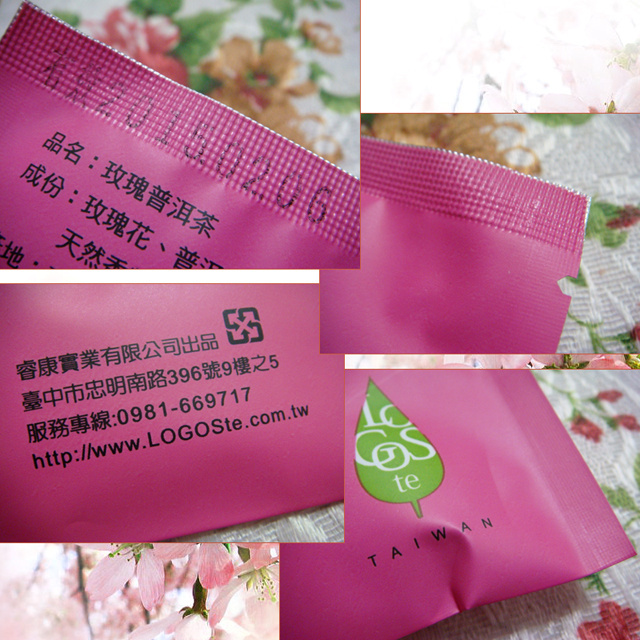 20180206
品名：玫瑰普洱茶
成份：玫瑰花、普洱
天然香
地：
睿康實業有限公司出品
臺中市忠明南路396號9樓之5
服務專線:0981-669717
http://www.LOGOSte.com.tw
LOGOS
te
TAIWAN